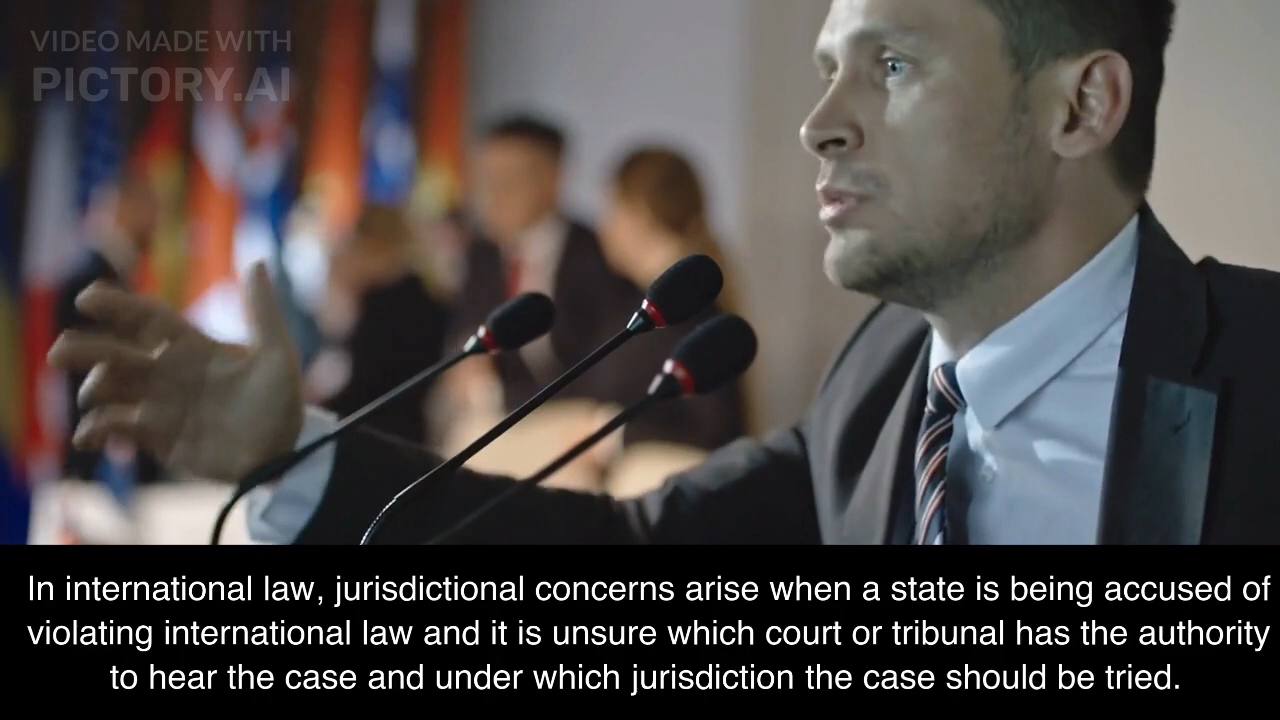 VIDEO MADE WITH
PICTORY.AI
In international law, jurisdictional concerns arise when a state is being accused of
violating international law and it is unsure which court or tribunal has the authority
to hear the case and under which jurisdiction the case should be tried.